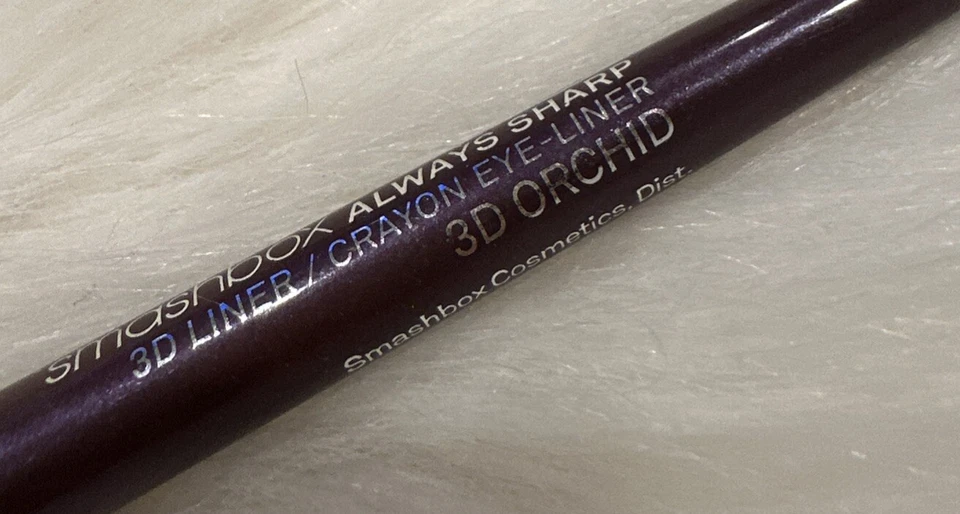 smashbox ALWAYS SHARP
3D LINER / CRAYON EYE-LINER
3D ORCHID
Smashbox Cosmetics, Dist.